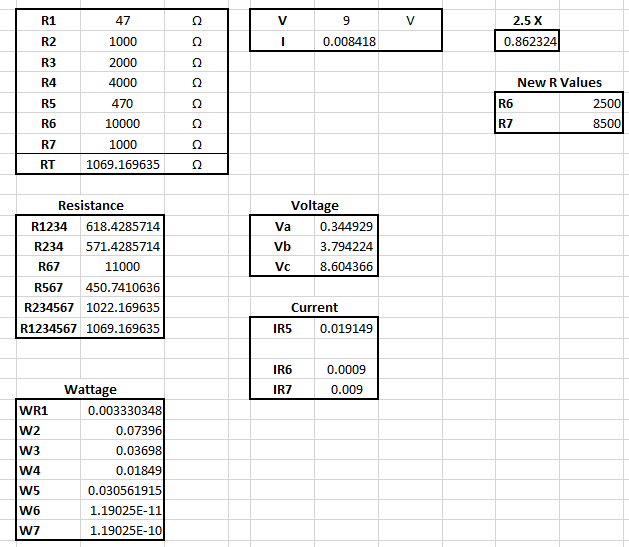 R1 47 Ω V 9 V 2.5 X
R2 1000 Ω I 0.008418 0.862324
R3 2000 Ω
R4 4000 Ω New R Values
R5 470 Ω R6 2500
R6 10000 Ω R7 8500
R7 1000 Ω
RT 1069.169635 Ω
Resistance Voltage
R1234 618.4285714 Va 0.344929
R234 571.4285714 Vb 3.794224
R67 11000 Vc 8.604366
R567 450.7410636
R234567 1022.169635 Current
R1234567 1069.169635 IR5 0.019149
IR6 0.0009
Wattage IR7 0.009
WR1 0.003330348
W2 0.07396
W3 0.03698
W4 0.01849
W5 0.030561915
W6 1.19025E-11
W7 1.19025E-10